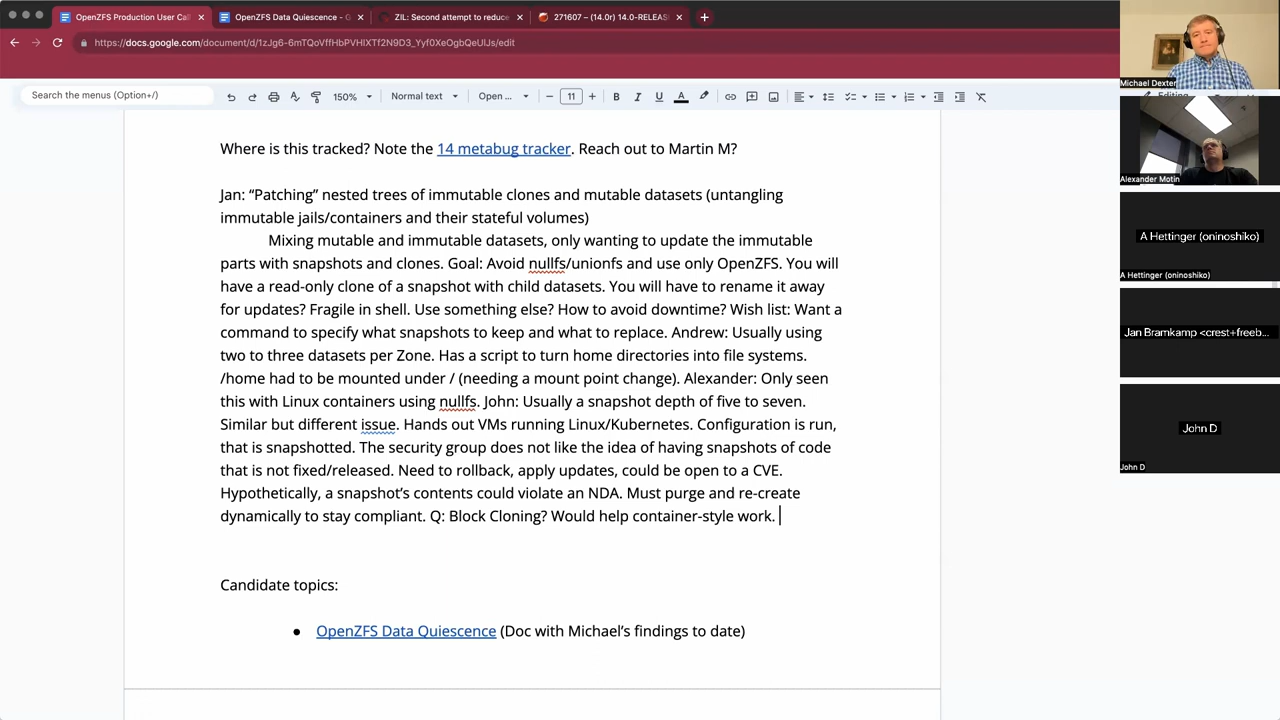 OpenZFS Production User Cal
OpenZFS Data Quiescence - G
ZIL: Second attempt to reduce
271607 – (14.0r) 14.0-RELEAS
https://docs.google.com/document/d/1zJg6-6mTQoVffHbPVHIXTf2N9D3_Yyf0XeOgbQeUIJs/edit
Search the menus (Option+/)
150%
Normal text
Open ...
11
Editing
Where is this tracked? Note the 14 metabug tracker. Reach out to Martin M?
Jan: “Patching” nested trees of immutable clones and mutable datasets (untangling
immutable jails/containers and their stateful volumes)
Mixing mutable and immutable datasets, only wanting to update the immutable
parts with snapshots and clones. Goal: Avoid nullfs/unionfs and use only OpenZFS. You will
have a read-only clone of a snapshot with child datasets. You will have to rename it away
for updates? Fragile in shell. Use something else? How to avoid downtime? Wish list: Want a
command to specify what snapshots to keep and what to replace. Andrew: Usually using
two to three datasets per Zone. Has a script to turn home directories into file systems.
/home had to be mounted under / (needing a mount point change). Alexander: Only seen
this with Linux containers using nullfs. John: Usually a snapshot depth of five to seven.
Similar but different issue. Hands out VMs running Linux/Kubernetes. Configuration is run,
that is snapshotted. The security group does not like the idea of having snapshots of code
that is not fixed/released. Need to rollback, apply updates, could be open to a CVE.
Hypothetically, a snapshot’s contents could violate an NDA. Must purge and re-create
dynamically to stay compliant. Q: Block Cloning? Would help container-style work.
Candidate topics:
● OpenZFS Data Quiescence (Doc with Michael’s findings to date)
Michael Dexter
Alexander Motin
A Hettinger (oninoshiko)
A Hettinger (oninoshiko)
Jan Bramkamp <crest+freeb...
John D
John D